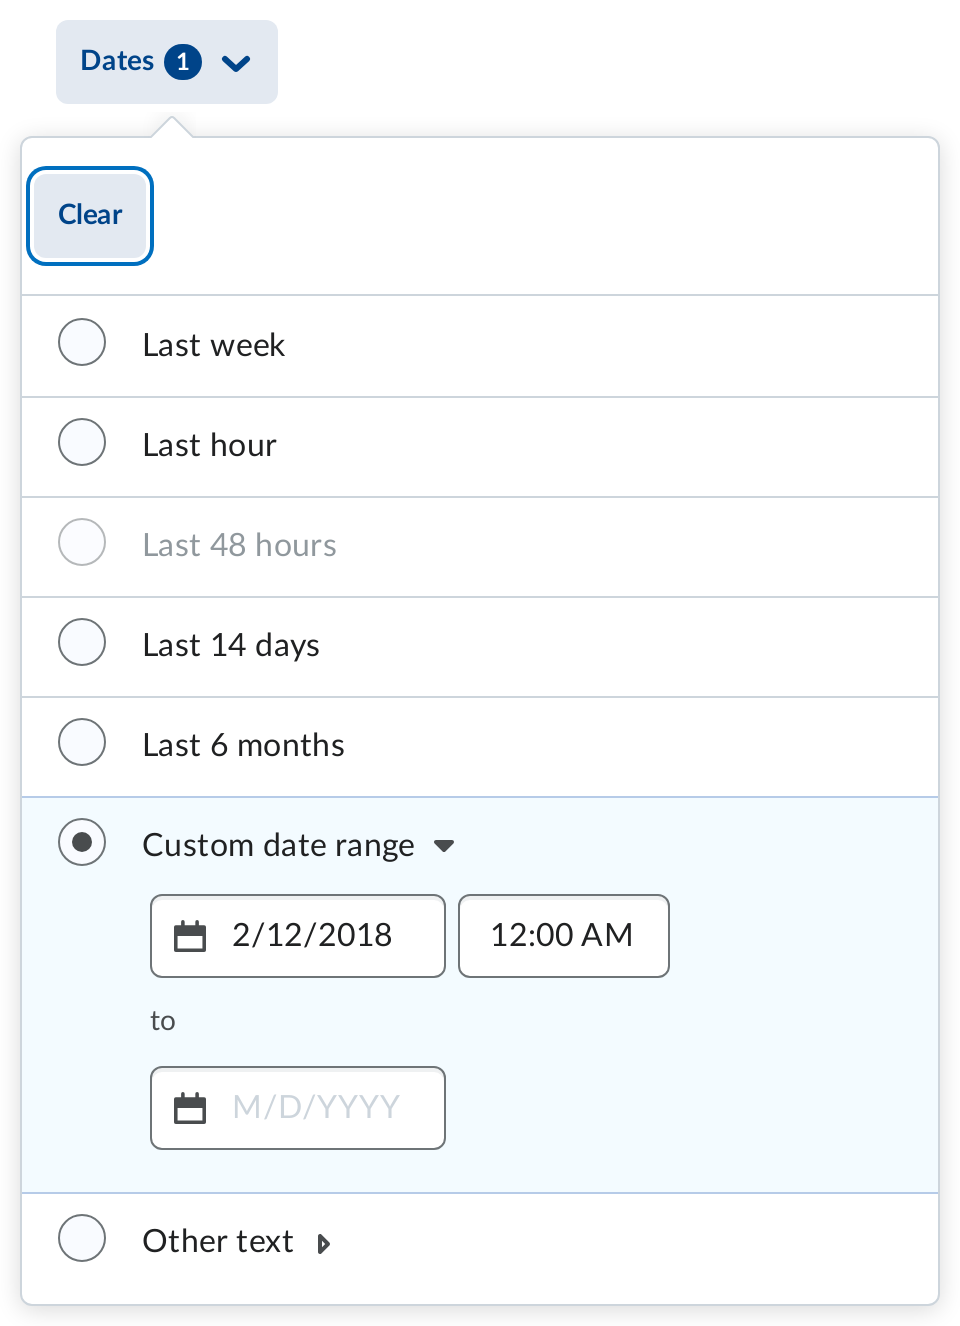 Dates 1
Clear
Last week
Last hour
Last 48 hours
Last 14 days
Last 6 months
Custom date range
2/12/2018 12:00 AM
to
M/D/YYYY
Other text